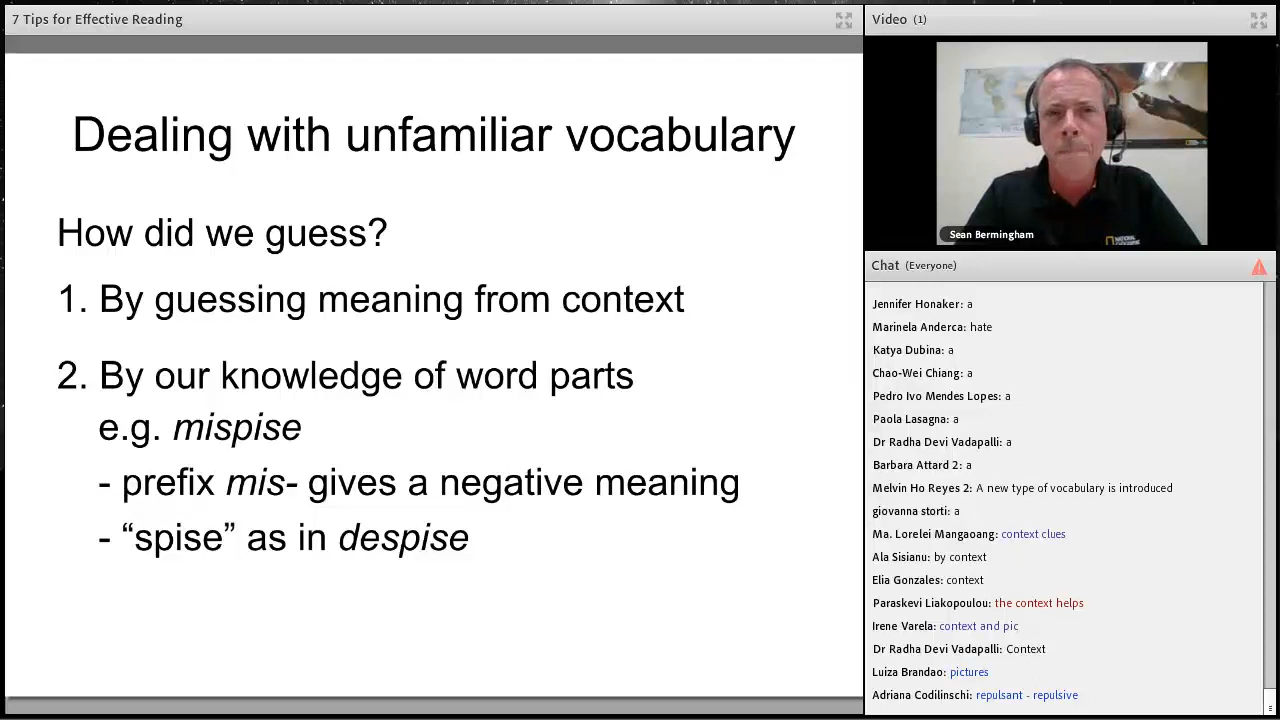 7 Tips for Effective Reading
Dealing with unfamiliar vocabulary
How did we guess?
1. By guessing meaning from context
2. By our knowledge of word parts
e.g. mispise
- prefix mis- gives a negative meaning
- “spise” as in despise
Video (1)
Sean Bermingham
NATIONAL
GEOGRAPHIC
Chat (Everyone)
Jennifer Honaker: a
Marinela Anderca: hate
Katya Dubina: a
Chao-Wei Chiang: a
Pedro Ivo Mendes Lopes: a
Paola Lasagna: a
Dr Radha Devi Vadapalli: a
Barbara Attard 2: a
Melvin Ho Reyes 2: A new type of vocabulary is introduced
giovanna storti: a
Ma. Lorelei Mangaoang: context clues
Ala Sisianu: by context
Elia Gonzales: context
Paraskevi Liakopoulou: the context helps
Irene Varela: context and pic
Dr Radha Devi Vadapalli: Context
Luiza Brandao: pictures
Adriana Codilinschi: repulsant - repulsive